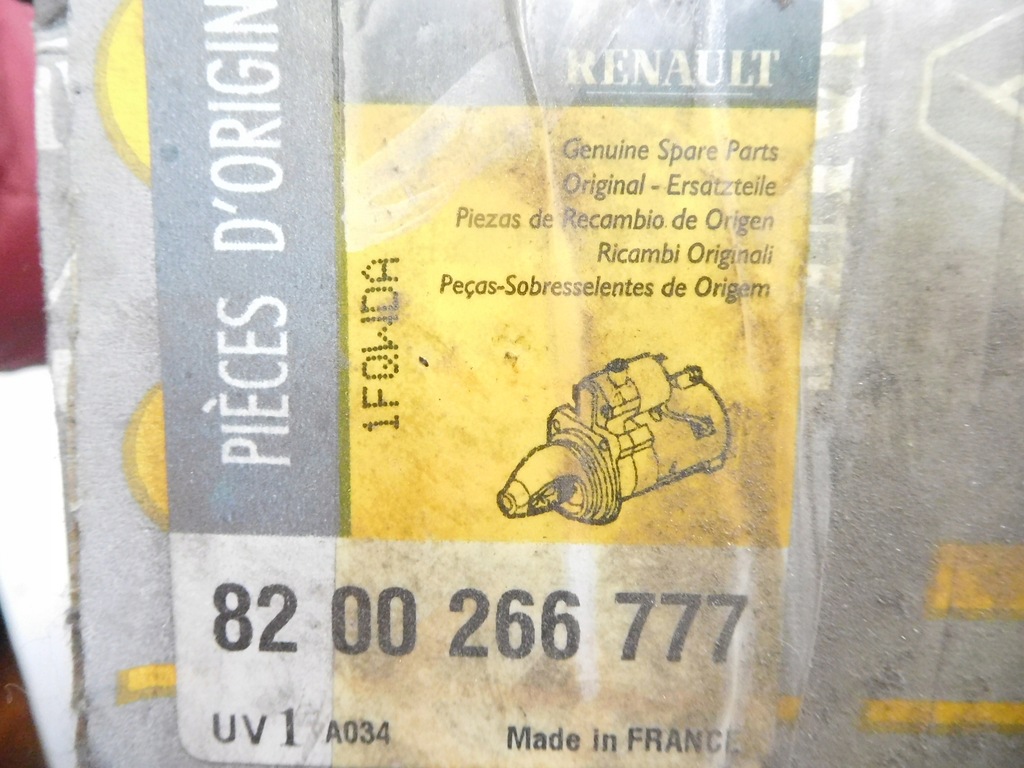 RENAULT
PIÈCES D'ORIGIN
Genuine Spare Parts
Original - Ersatzteile
Piezas de Recambio de Origen
Ricambi Originali
Peças-Sobresselentes de Origem
82 00 266 777
UV 1 A034
Made in FRANCE